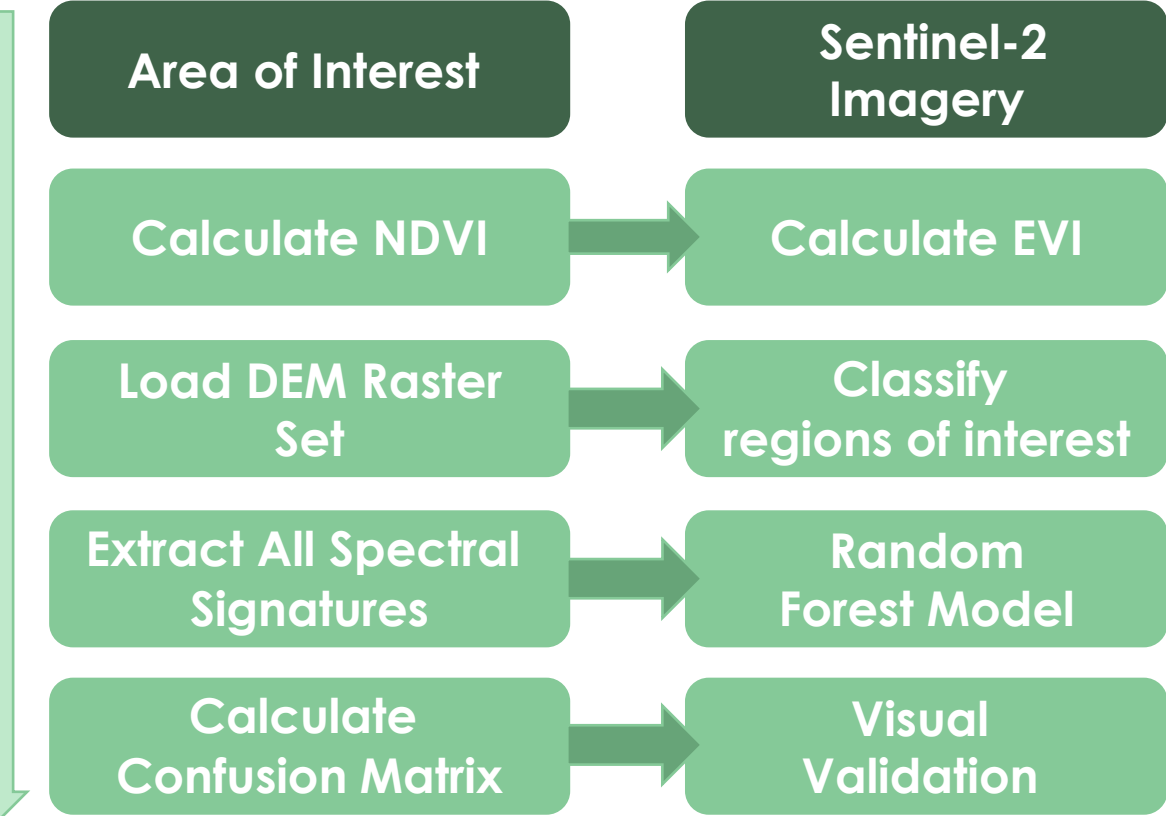 Area of Interest
Sentinel-2
Imagery
Calculate NDVI
Calculate EVI
Load DEM Raster
Set
Classify
regions of interest
Extract All Spectral
Signatures
Random
Forest Model
Calculate
Confusion Matrix
Visual
Validation